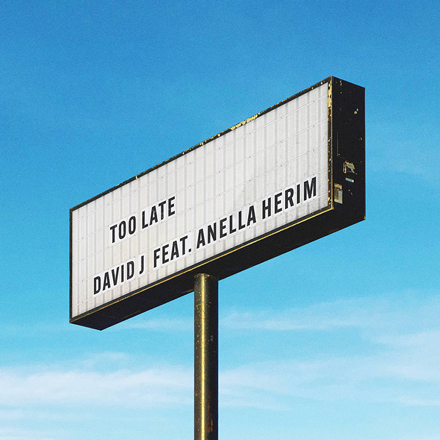 TOO LATE
DAVID J FEAT. ANELLA HERIM